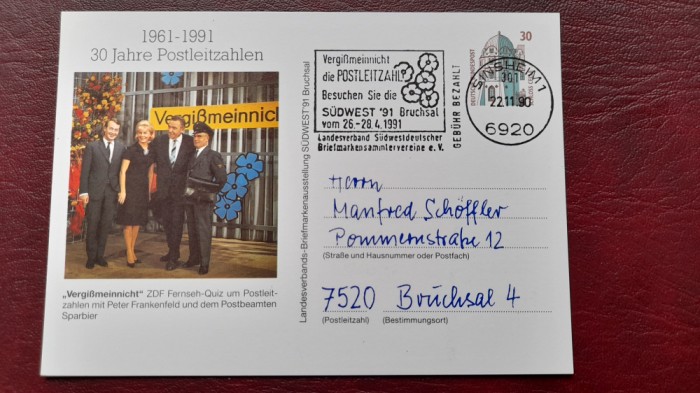 1961-1991
30 Jahre Postleitzahlen
Vergißmeinnicht
„Vergißmeinnicht“ ZDF Fernseh-Quiz um Postleit-
zahlen mit Peter Frankenfeld und dem Postbeamten
Sparbier
Landesverbands-Briefmarkenausstellung SÜDWEST'91 Bruchsal
Vergißmeinnicht
die POSTLEITZAHL
Besuchen Sie die
SÜDWEST '91 Bruchsal
vom 26.-28.4.1991
Landesverband Südwestdeutscher
Briefmarkensammlervereine e.V.
GEBÜHR BEZAHLT
SINSHEIM 1
22.11.90
6920
30
DEUTSCHE BUNDESPOST
Herrn
Manfred Schöffler
Pommernstraße 12
(Straße und Hausnummer oder Postfach)
7520 Bruchsal 4
(Postleitzahl) (Bestimmungsort)